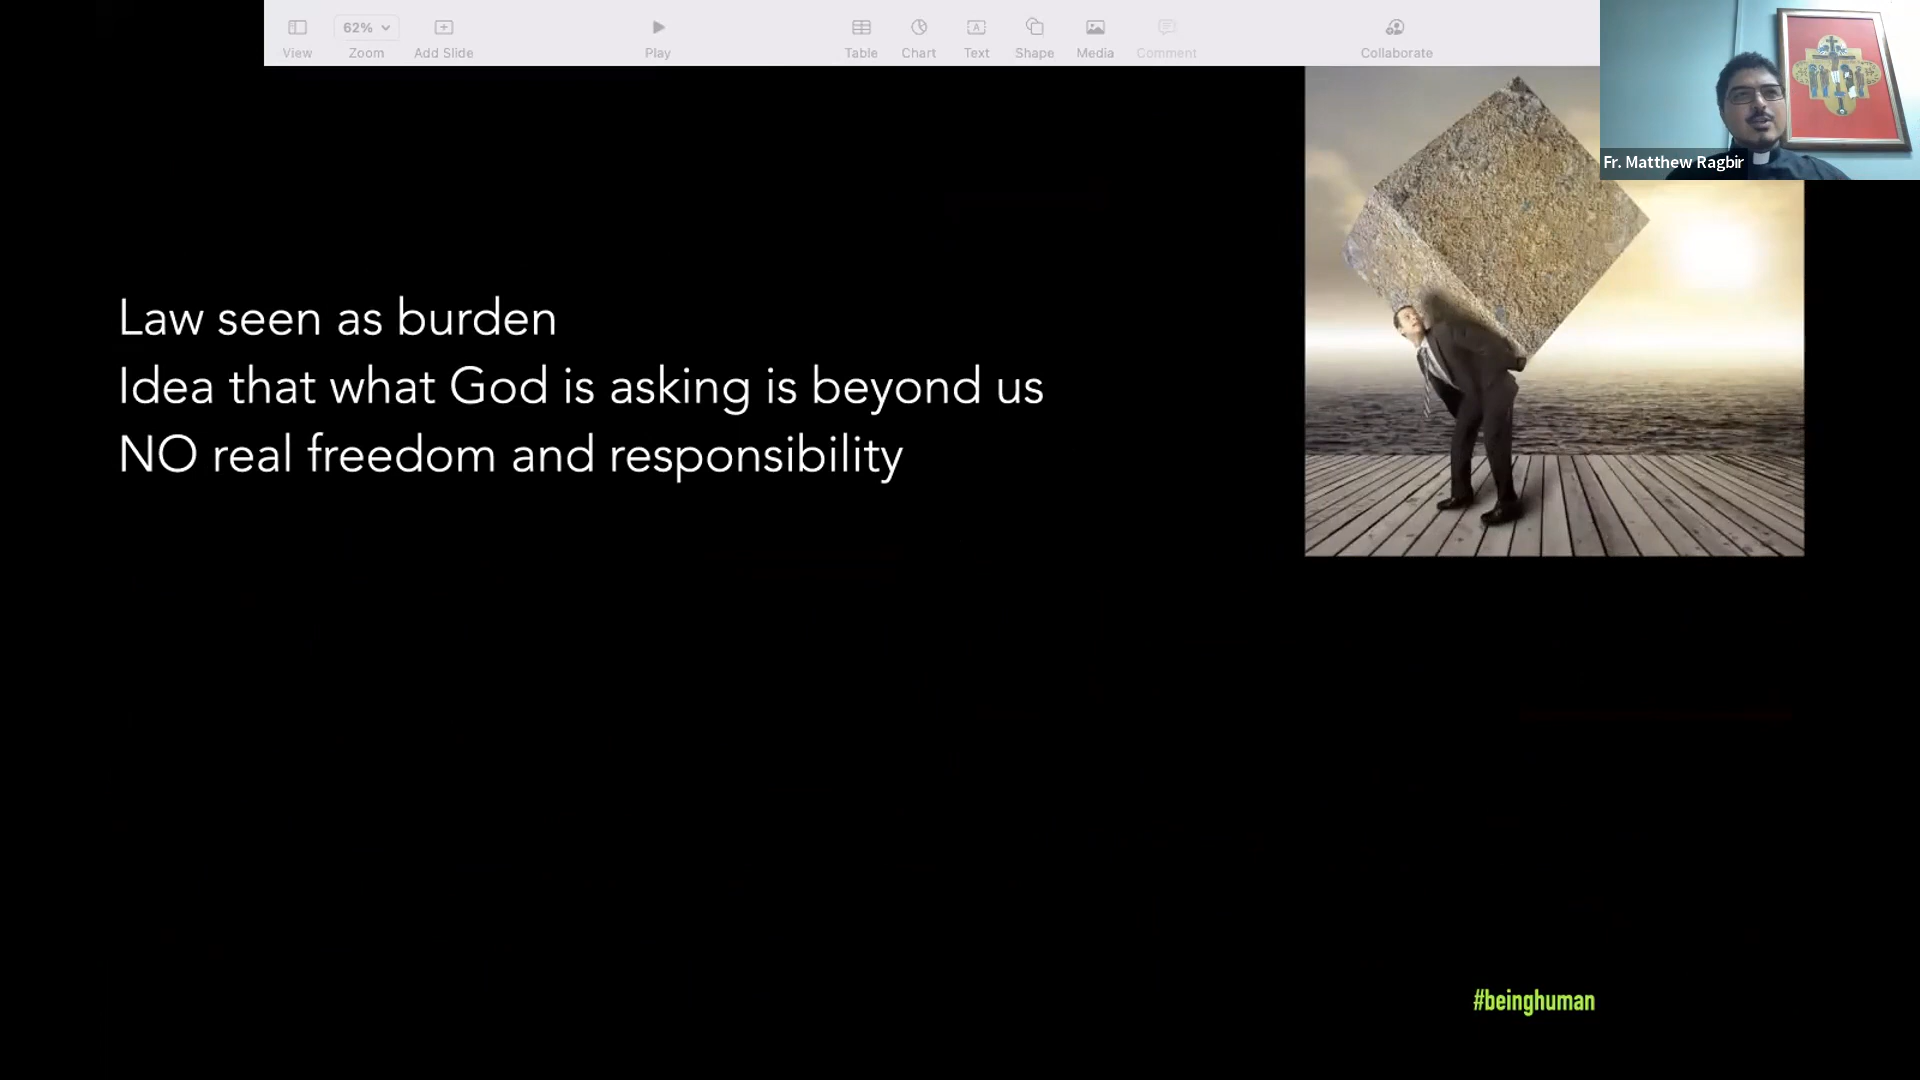 62%
View
Zoom
Add Slide
Play
Table
Chart
Text
Shape
Media
Comment
Collaborate
Fr. Matthew Ragbir
Law seen as burden
Idea that what God is asking is beyond us
NO real freedom and responsibility
#beinghuman